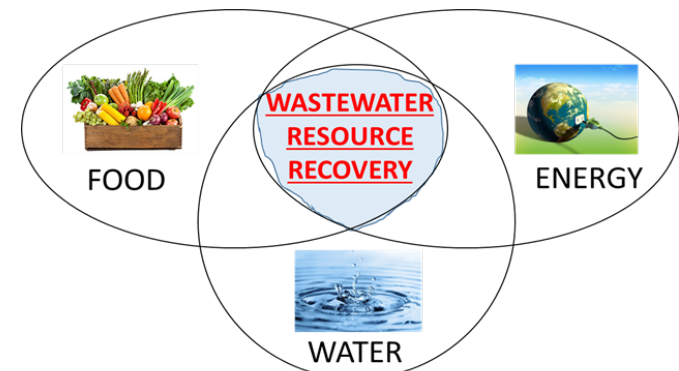 WASTEWATER
RESOURCE
RECOVERY
FOOD
ENERGY
WATER